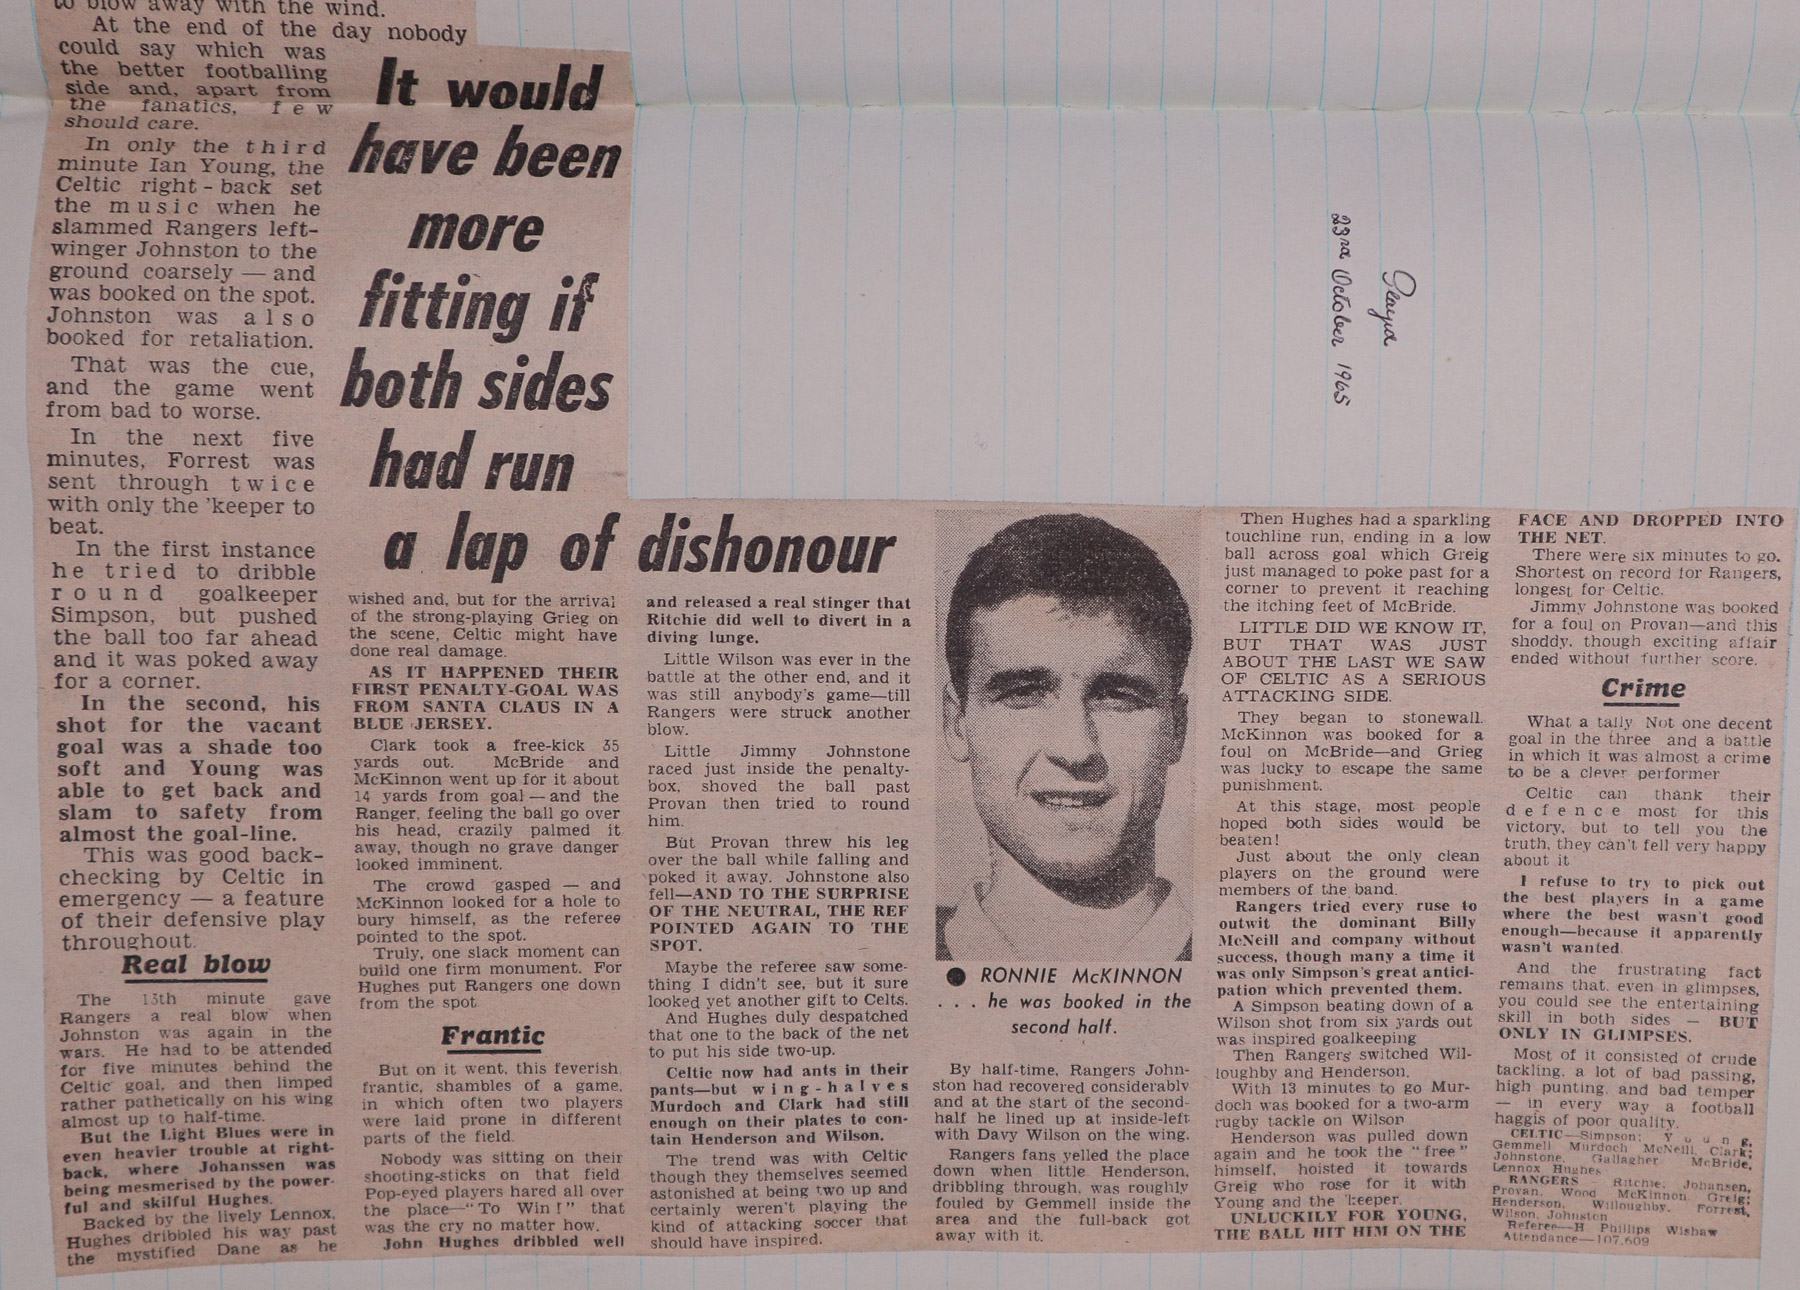 to blow away with the wind.
At the end of the day nobody
could say which was
the better footballing
side and, apart from
the fanatics, few
should care.
In only the third
minute Ian Young, the
Celtic right-back set
the music when he
slammed Rangers left-
winger Johnston to the
ground coarsely — and
was booked on the spot.
Johnston was also
booked for retaliation.
That was the cue,
and the game went
from bad to worse.
In the next five
minutes, Forrest was
sent through twice
with only the 'keeper to
beat.
In the first instance
he tried to dribble
round goalkeeper
Simpson, but pushed
the ball too far ahead
and it was poked away
for a corner.
In the second, his
shot for the vacant
goal was a shade too
soft and Young was
able to get back and
slam to safety from
almost the goal-line.
This was good back-
checking by Celtic in
emergency — a feature
of their defensive play
throughout.
Real blow
The 13th minute gave
Rangers a real blow when
Johnston was again in the
wars. He had to be attended
for five minutes behind the
Celtic goal, and then limped
rather pathetically on his wing
almost up to half-time.
But the Light Blues were in
even heavier trouble at right-
back, where Johanssen was
being mesmerised by the power-
ful and skilful Hughes.
Backed by the lively Lennox,
Hughes dribbled his way past
the mystified Dane as he
It would
have been
more
fitting if
both sides
had run
a lap of dishonour
wished and, but for the arrival
of the strong-playing Grieg on
the scene, Celtic might have
done real damage.
AS IT HAPPENED THEIR
FIRST PENALTY-GOAL WAS
FROM SANTA CLAUS IN A
BLUE JERSEY.
Clark took a free-kick 35
yards out. McBride and
McKinnon went up for it about
14 yards from goal — and the
Ranger, feeling the ball go over
his head, crazily palmed it
away, though no grave danger
looked imminent.
The crowd gasped — and
McKinnon looked for a hole to
bury himself, as the referee
pointed to the spot.
Truly, one slack moment can
build one firm monument. For
Hughes put Rangers one down
from the spot
Frantic
But on it went, this feverish,
frantic, shambles of a game,
in which often two players
were laid prone in different
parts of the field.
Nobody was sitting on their
shooting-sticks on that field
Pop-eyed players hared all over
the place—"To Win!" that
was the cry no matter how.
John Hughes dribbled well
and released a real stinger that
Ritchie did well to divert in a
diving lunge.
Little Wilson was ever in the
battle at the other end, and it
was still anybody's game—till
Rangers were struck another
blow.
Little Jimmy Johnstone
raced just inside the penalty-
box, shoved the ball past
Provan then tried to round
him.
But Provan threw his leg
over the ball while falling and
poked it away. Johnstone also
fell—AND TO THE SURPRISE
OF THE NEUTRAL, THE REF
POINTED AGAIN TO THE
SPOT.
Maybe the referee saw some-
thing I didn't see, but it sure
looked yet another gift to Celts.
And Hughes duly despatched
that one to the back of the net
to put his side two-up.
Celtic now had ants in their
pants—but wing-halves
Murdoch and Clark had still
enough on their plates to con-
tain Henderson and Wilson.
The trend was with Celtic
though they themselves seemed
astonished at being two up and
certainly weren't playing the
kind of attacking soccer that
should have inspired.
● RONNIE McKINNON
. . . he was booked in the
second half.
By half-time, Rangers John-
ston had recovered considerably
and at the start of the second-
half he lined up at inside-left
with Davy Wilson on the wing.
Rangers fans yelled the place
down when little Henderson,
dribbling through, was roughly
fouled by Gemmell inside the
area and the full-back got
away with it.
Then Hughes had a sparkling
touchline run, ending in a low
ball across goal which Greig
just managed to poke past for a
corner to prevent it reaching
the itching feet of McBride.
LITTLE DID WE KNOW IT,
BUT THAT WAS JUST
ABOUT THE LAST WE SAW
OF CELTIC AS A SERIOUS
ATTACKING SIDE.
They began to stonewall.
McKinnon was booked for a
foul on McBride—and Grieg
was lucky to escape the same
punishment.
At this stage, most people
hoped both sides would be
beaten!
Just about the only clean
players on the ground were
members of the band.
Rangers tried every ruse to
outwit the dominant Billy
McNeill and company without
success, though many a time it
was only Simpson's great antici-
pation which prevented them.
A Simpson beating down of a
Wilson shot from six yards out
was inspired goalkeeping
Then Rangers switched Wil-
loughby and Henderson.
With 13 minutes to go Mur-
doch was booked for a two-arm
rugby tackle on Wilson
Henderson was pulled down
again and he took the "free"
himself, hoisted it towards
Greig who rose for it with
Young and the 'keeper.
UNLUCKILY FOR YOUNG,
THE BALL HIT HIM ON THE
FACE AND DROPPED INTO
THE NET.
There were six minutes to go.
Shortest on record for Rangers,
longest for Celtic.
Jimmy Johnstone was booked
for a foul on Provan—and this
shoddy, though exciting affair
ended without further score.
Crime
What a tally Not one decent
goal in the three and a battle
in which it was almost a crime
to be a clever performer
Celtic can thank their
defence most for this
victory, but to tell you the
truth, they can't fell very happy
about it
I refuse to try to pick out
the best players in a game
where the best wasn't good
enough—because it apparently
wasn't wanted.
And the frustrating fact
remains that, even in glimpses,
you could see the entertaining
skill in both sides — BUT
ONLY IN GLIMPSES.
Most of it consisted of crude
tackling, a lot of bad passing,
high punting, and bad temper
— in every way a football
haggis of poor quality.
CELTIC—Simpson; Young,
Gemmell Murdoch McNeill, Clark;
Johnstone, Gallagher McBride,
Lennox Hughes
RANGERS — Ritchie, Johansen,
Provan, Wood McKinnon, Greig;
Henderson, Willoughby, Forrest,
Wilson, Johnston
Referee—H Phillips Wishaw
Attendance—107,609
Played
23rd October 1965